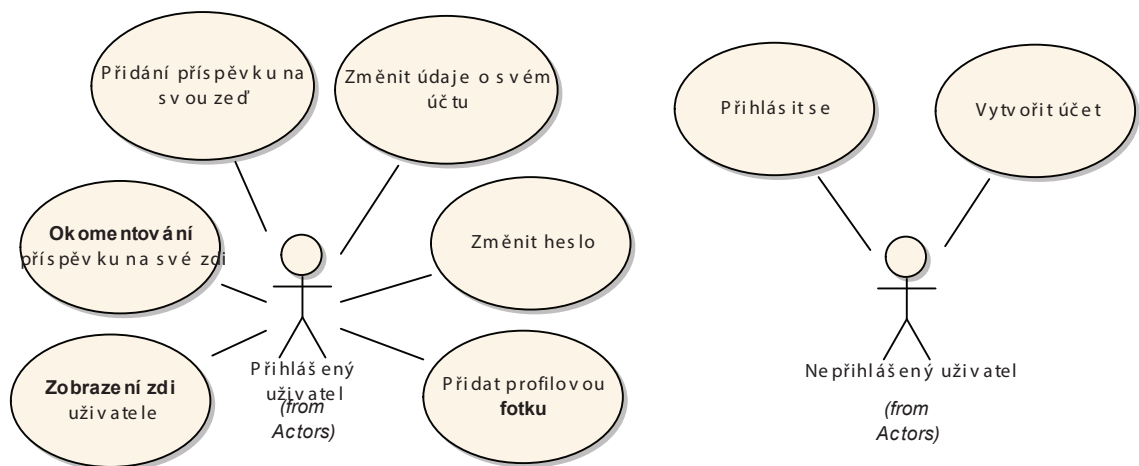 Přidání příspěvku na
svou zeď
Změnit údaje o svém
účtu
Přihlásit se
Vytvořit účet
Okomentování
příspěvku na své zdi
Změnit heslo
Zobrazení zdi
uživatele
Přihlášený
uživatel
(from
Actors)
Přidat profilovou
fotku
Nepřihlášený uživatel
(from
Actors)